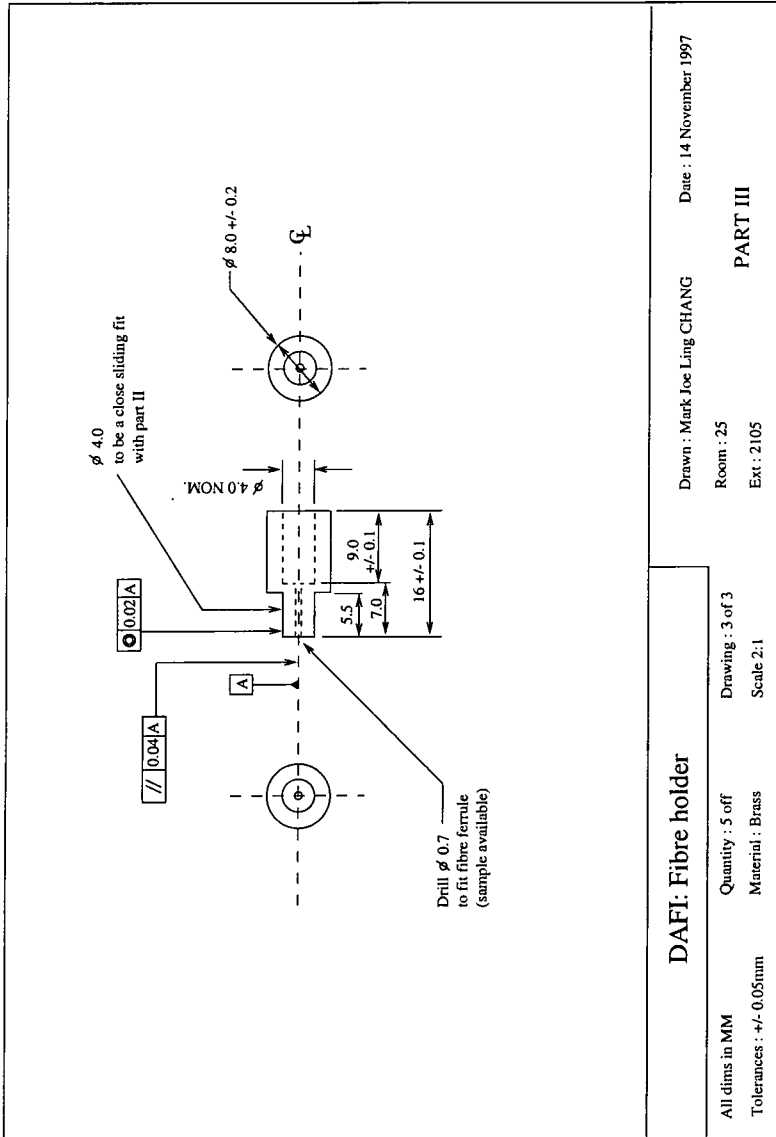 ⌀ 4.0
to be a close sliding fit
with part II
◎ 0.02 A
// 0.04 A
A
⌀ 8.0 +/- 0.2
⌀ 4.0 NOM.
℄
5.5
7.0
9.0
+/- 0.1
16 +/- 0.1
Drill ⌀ 0.7
to fit fibre ferrule
(sample available)
DAFI: Fibre holder
All dims in MM
Quantity : 5 off
Drawing : 3 of 3
Tolerances : +/- 0.05mm
Material : Brass
Scale 2:1
Drawn : Mark Joe Ling CHANG
Date : 14 November 1997
Room : 25
Ext : 2105
PART III